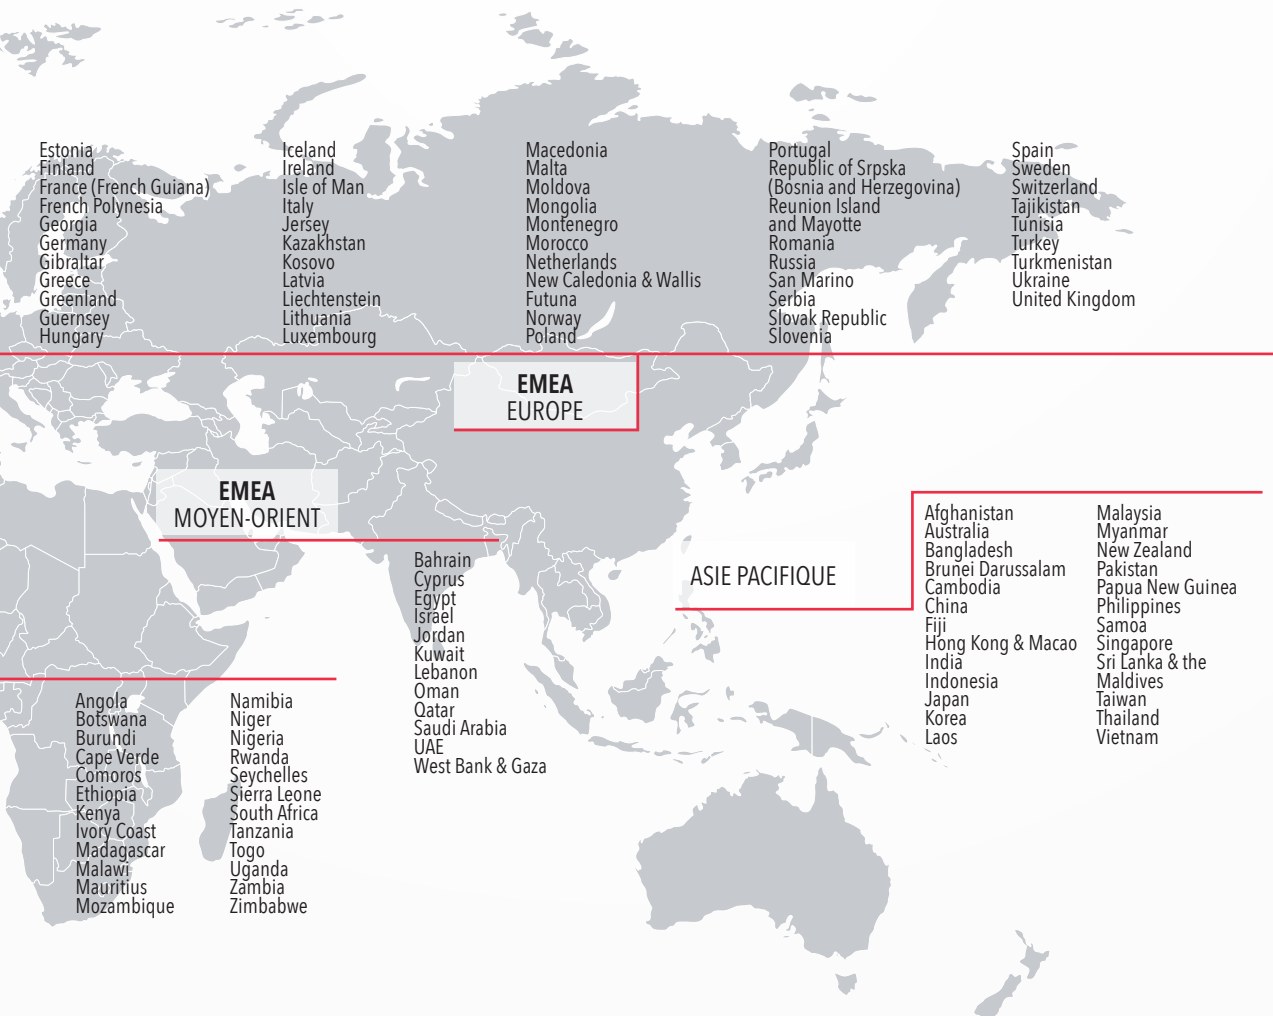 Estonia
Finland
France (French Guiana)
French Polynesia
Georgia
Germany
Gibraltar
Greece
Greenland
Guernsey
Hungary
Iceland
Ireland
Isle of Man
Italy
Jersey
Kazakhstan
Kosovo
Latvia
Liechtenstein
Lithuania
Luxembourg
Macedonia
Malta
Moldova
Mongolia
Montenegro
Morocco
Netherlands
New Caledonia & Wallis
Futuna
Norway
Poland
Portugal
Republic of Srpska
(Bosnia and Herzegovina)
Reunion Island
and Mayotte
Romania
Russia
San Marino
Serbia
Slovak Republic
Slovenia
Spain
Sweden
Switzerland
Tajikistan
Tunisia
Turkey
Turkmenistan
Ukraine
United Kingdom
EMEA
EUROPE
EMEA
MOYEN-ORIENT
Bahrain
Cyprus
Egypt
Israel
Jordan
Kuwait
Lebanon
Oman
Qatar
Saudi Arabia
UAE
West Bank & Gaza
ASIE PACIFIQUE
Afghanistan
Australia
Bangladesh
Brunei Darussalam
Cambodia
China
Fiji
Hong Kong & Macao
India
Indonesia
Japan
Korea
Laos
Malaysia
Myanmar
New Zealand
Pakistan
Papua New Guinea
Philippines
Samoa
Singapore
Sri Lanka & the
Maldives
Taiwan
Thailand
Vietnam
Angola
Botswana
Burundi
Cape Verde
Comoros
Ethiopia
Kenya
Ivory Coast
Madagascar
Malawi
Mauritius
Mozambique
Namibia
Niger
Nigeria
Rwanda
Seychelles
Sierra Leone
South Africa
Tanzania
Togo
Uganda
Zambia
Zimbabwe